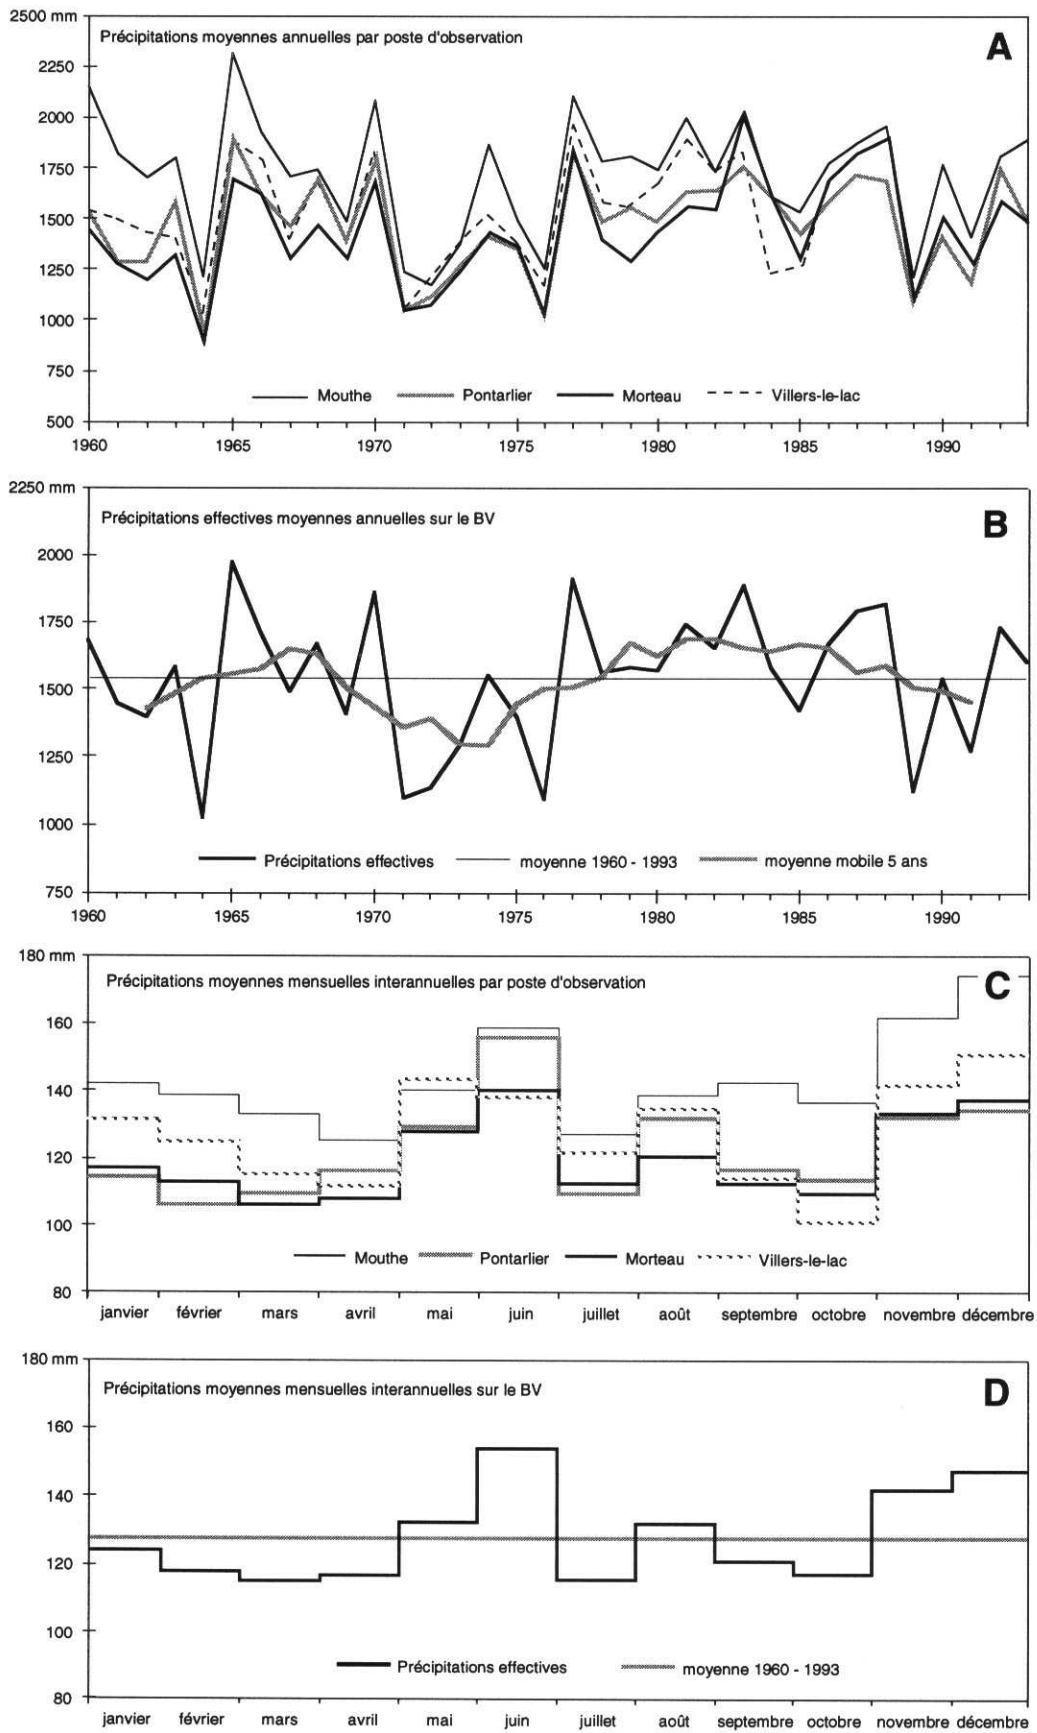 2500 mm
Précipitations moyennes annuelles par poste d'observation
A
2250
2000
1750
1500
1250
1000
750
500
Mouthe Pontarlier Morteau Villers-le-lac
1960 1965 1970 1975 1980 1985 1990
2250 mm
Précipitations effectives moyennes annuelles sur le BV
B
2000
1750
1500
1250
1000
750
Précipitations effectives moyenne 1960 - 1993 moyenne mobile 5 ans
1960 1965 1970 1975 1980 1985 1990
180 mm
Précipitations moyennes mensuelles interannuelles par poste d'observation
C
160
140
120
100
80
Mouthe Pontarlier Morteau Villers-le-lac
janvier février mars avril mai juin juillet août septembre octobre novembre décembre
180 mm
Précipitations moyennes mensuelles interannuelles sur le BV
D
160
140
120
100
80
Précipitations effectives moyenne 1960 - 1993
janvier février mars avril mai juin juillet août septembre octobre novembre décembre